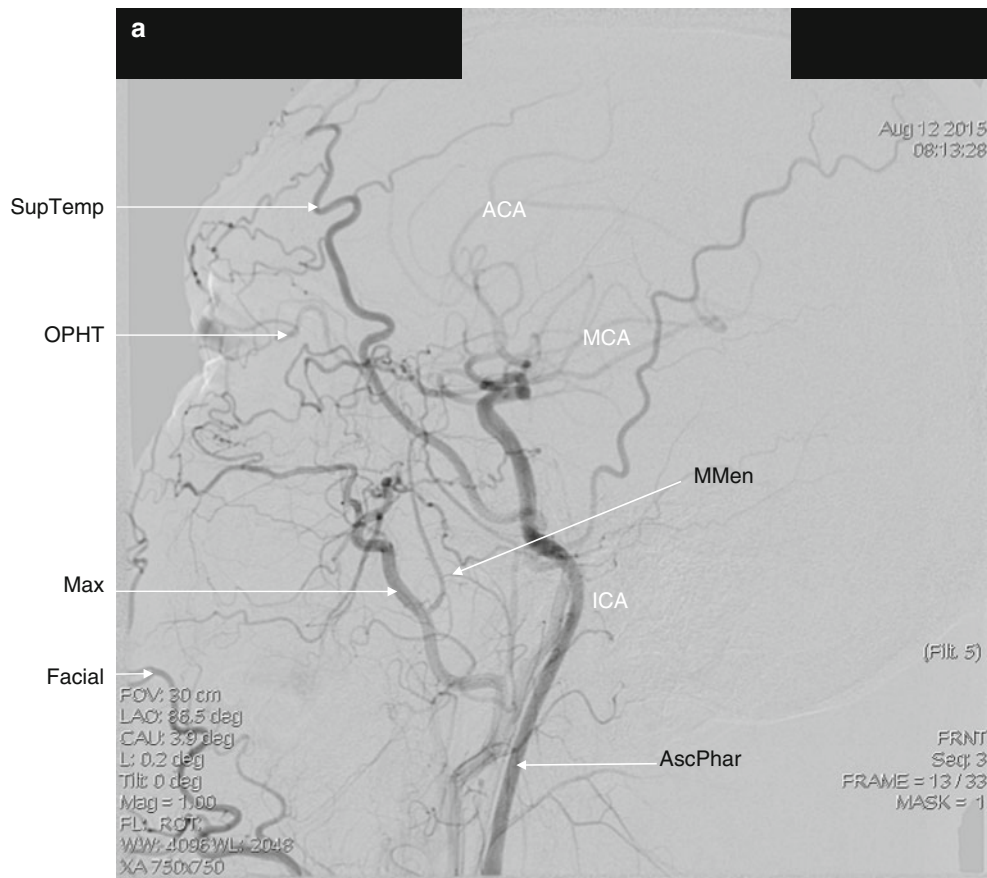 a
Aug 12 2015
08:13:28
SupTemp
ACA
OPHT
MCA
MMen
Max
ICA
(Filt. 5)
Facial
FOV: 30 cm
LAO: 86.5 deg
CAU: 3.9 deg
L: 0.2 deg
Tilt: 0 deg
Mag = 1.00
FL: ROT:
WW: 4096 WL: 2048
XA 750x750
FRNT
Seq: 3
FRAME = 13 / 33
MASK = 1
AscPhar